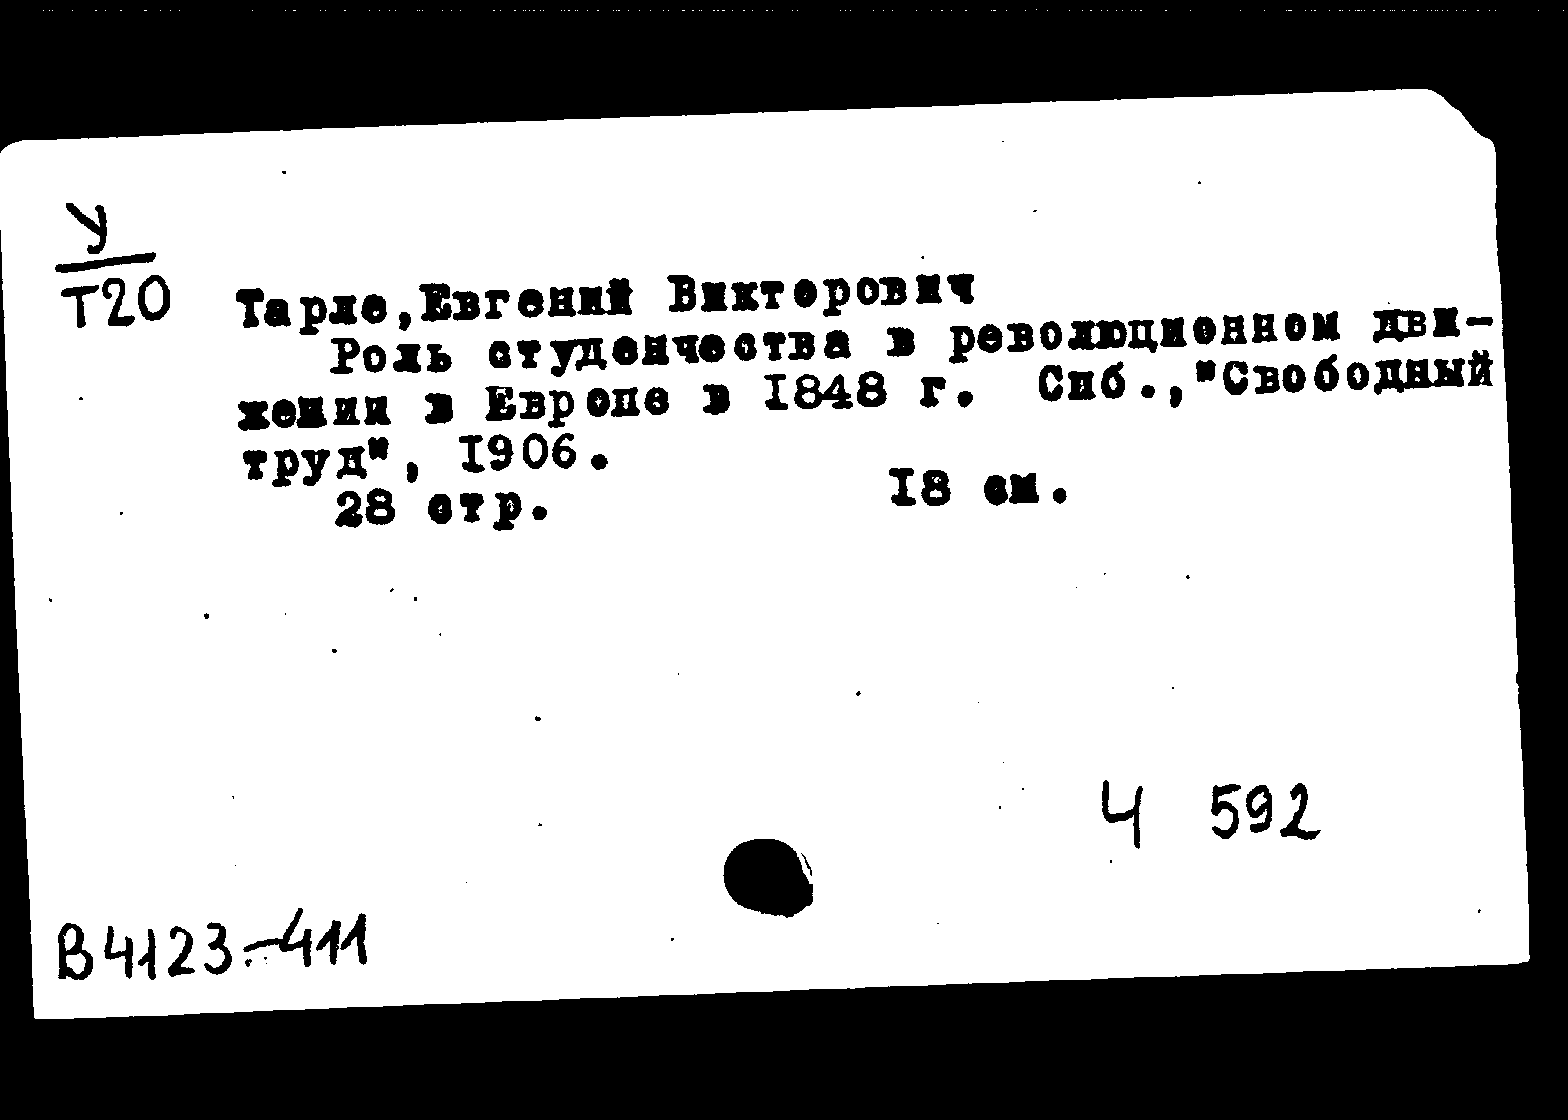 У
Т20
Тарле,Евгений Викторович
Роль студенчества в революционном дви-
жении в Европе в 1848 г. Спб.,"Свободный
труд", 1906.
28 стр. 18 см.
Ч 592
В4123-411